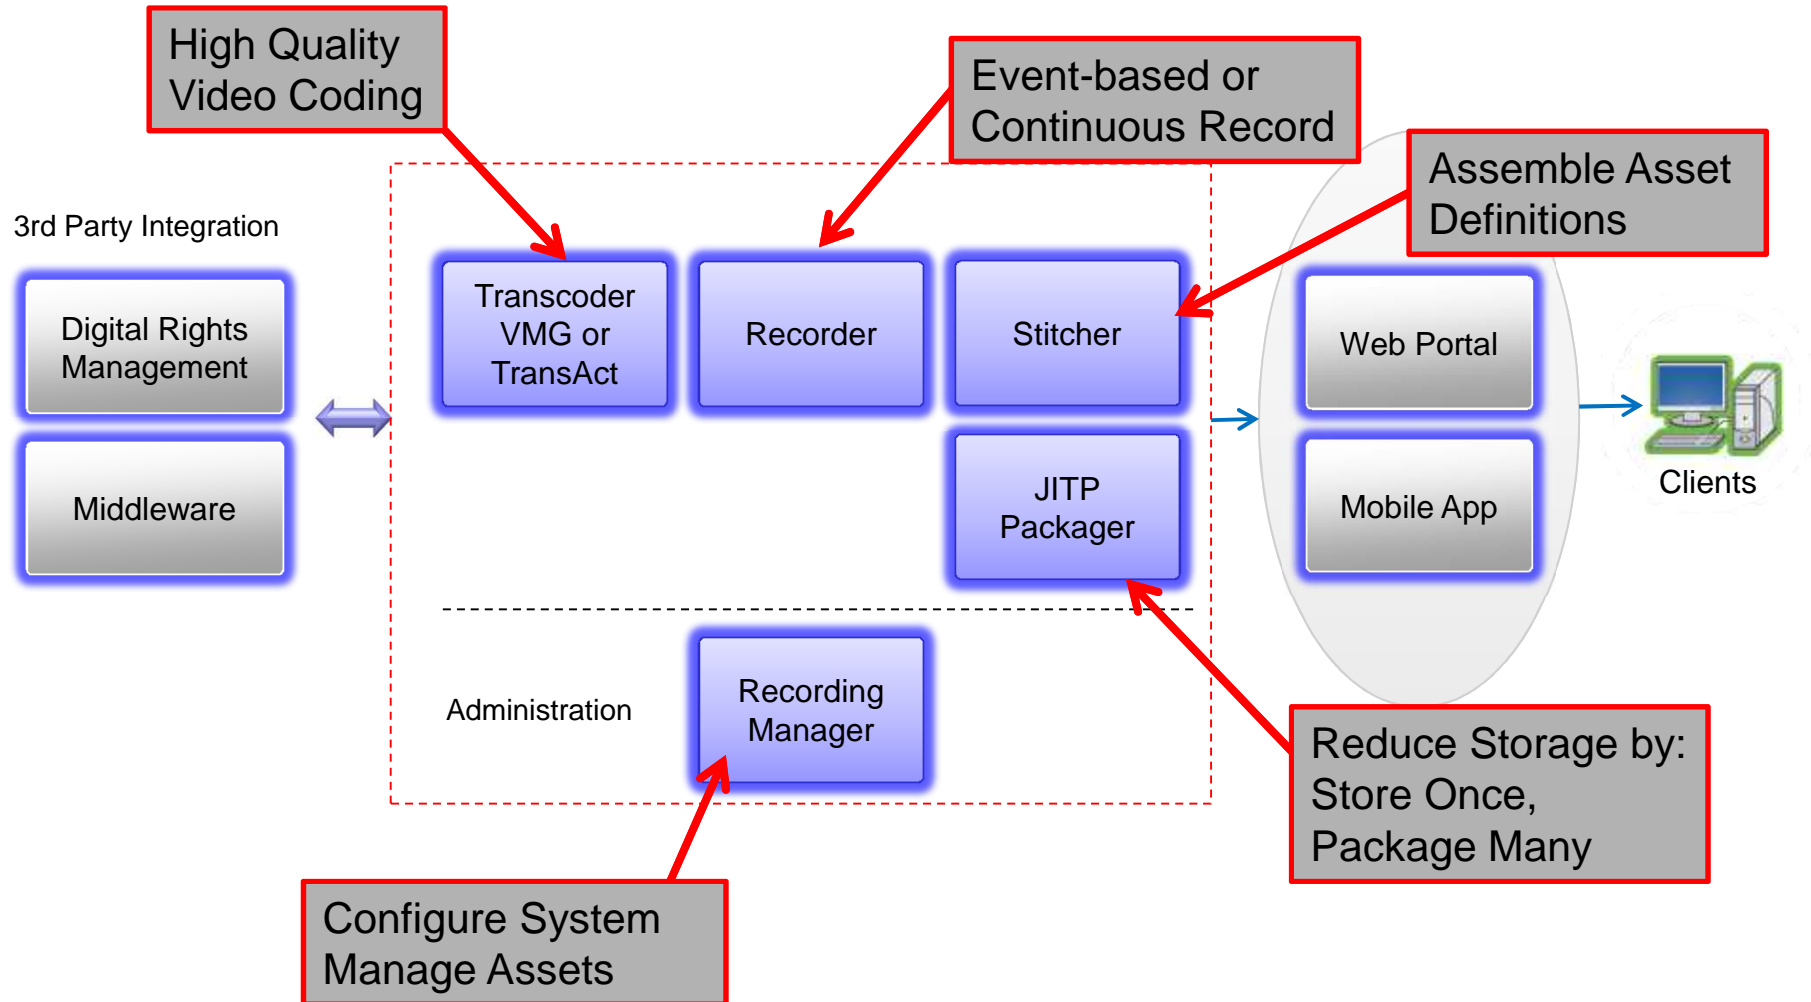 High Quality
Video Coding
Event-based or
Continuous Record
Assemble Asset
Definitions
3rd Party Integration
Digital Rights
Management
Middleware
Transcoder
VMG or
TransAct
Recorder
Stitcher
JITP
Packager
Web Portal
Mobile App
Clients
Administration
Recording
Manager
Reduce Storage by:
Store Once,
Package Many
Configure System
Manage Assets